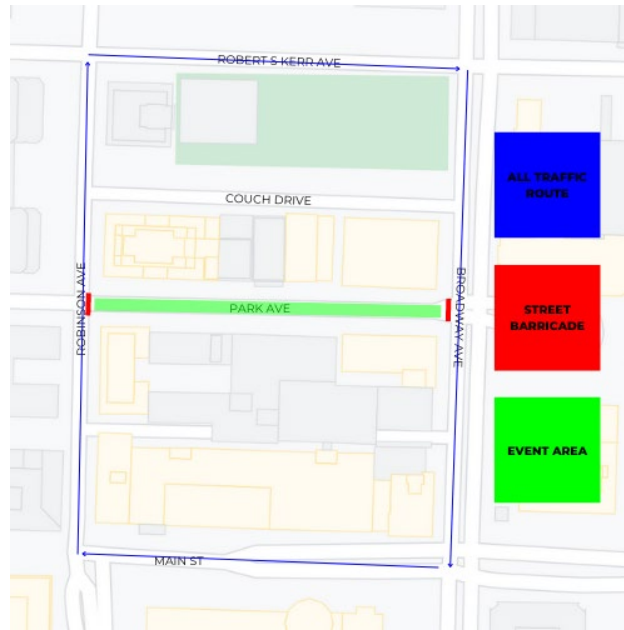 ROBERT S KERR AVE
ALL TRAFFIC
ROUTE
COUCH DRIVE
ROBINSON AVE
BROADWAY AVE
PARK AVE
STREET
BARRICADE
EVENT AREA
MAIN ST